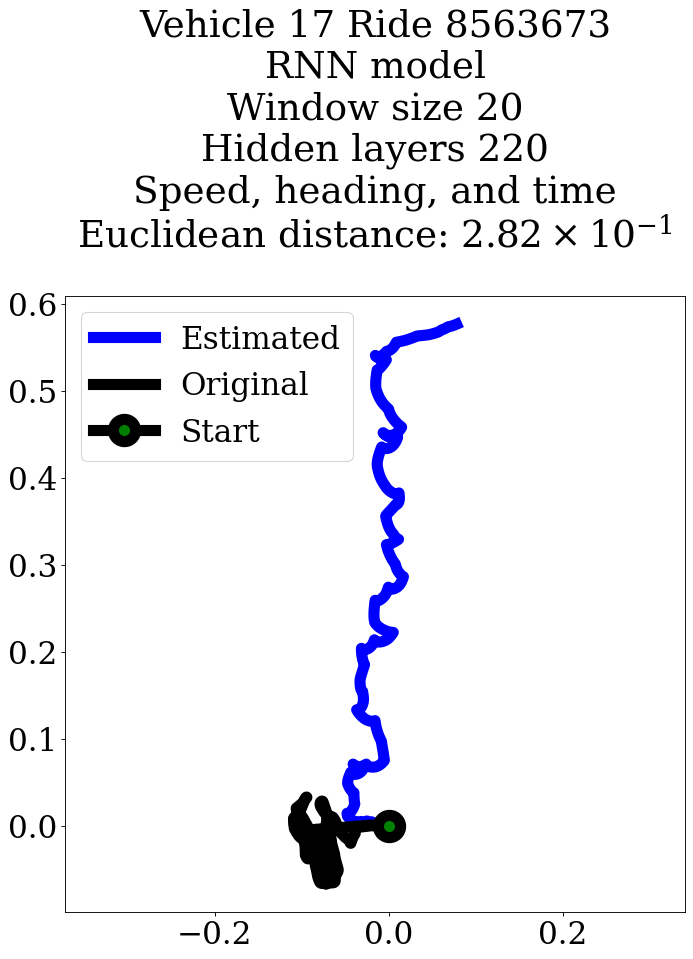 Vehicle 17 Ride 8563673
RNN model
Window size 20
Hidden layers 220
Speed, heading, and time
Euclidean distance: 2.82 × 10⁻¹
Estimated
Original
Start
0.6
0.5
0.4
0.3
0.2
0.1
0.0
−0.2 0.0 0.2